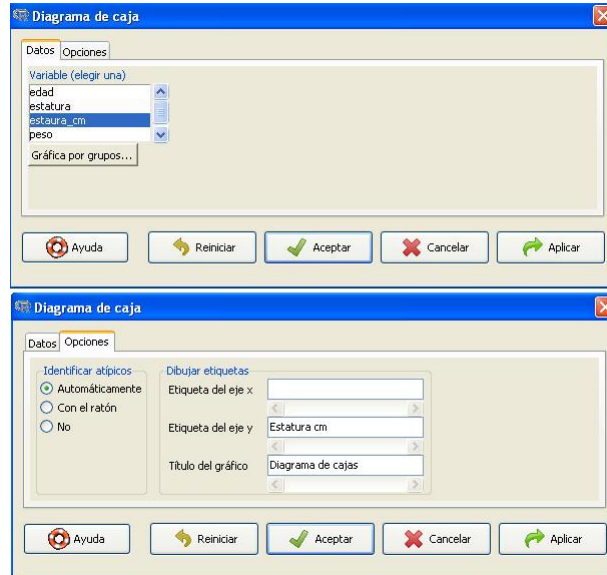 Diagrama de caja
Datos Opciones
Variable (elegir una)
edad
estatura
estaura_cm
peso
Gráfica por grupos...
Ayuda Reiniciar Aceptar Cancelar Aplicar
Diagrama de caja
Datos Opciones
Identificar atípicos
Automáticamente
Con el ratón
No
Dibujar etiquetas
Etiqueta del eje x
Etiqueta del eje y Estatura cm
Título del gráfico Diagrama de cajas
Ayuda Reiniciar Aceptar Cancelar Aplicar